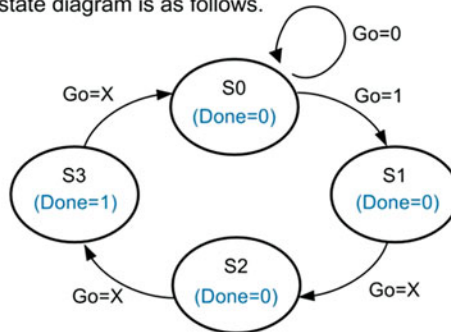 state diagram is as follows.
Go=0
S0
(Done=0)
Go=X
Go=1
S3
(Done=1)
S1
(Done=0)
S2
(Done=0)
Go=X
Go=X